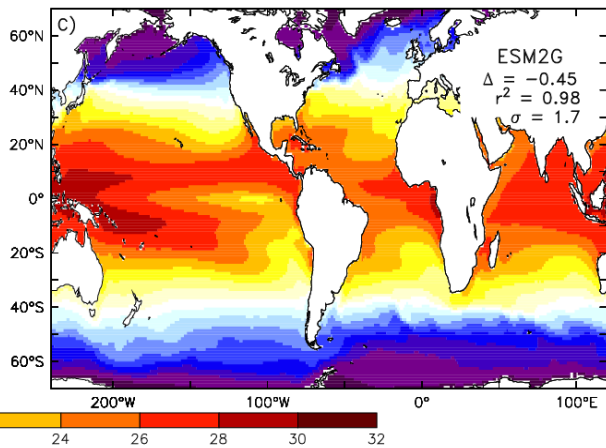 60°N
40°N
20°N
0°
20°S
40°S
60°S
C)
ESM2G
Δ = −0.45
r² = 0.98
σ = 1.7
200°W
100°W
0°
100°E
24
26
28
30
32